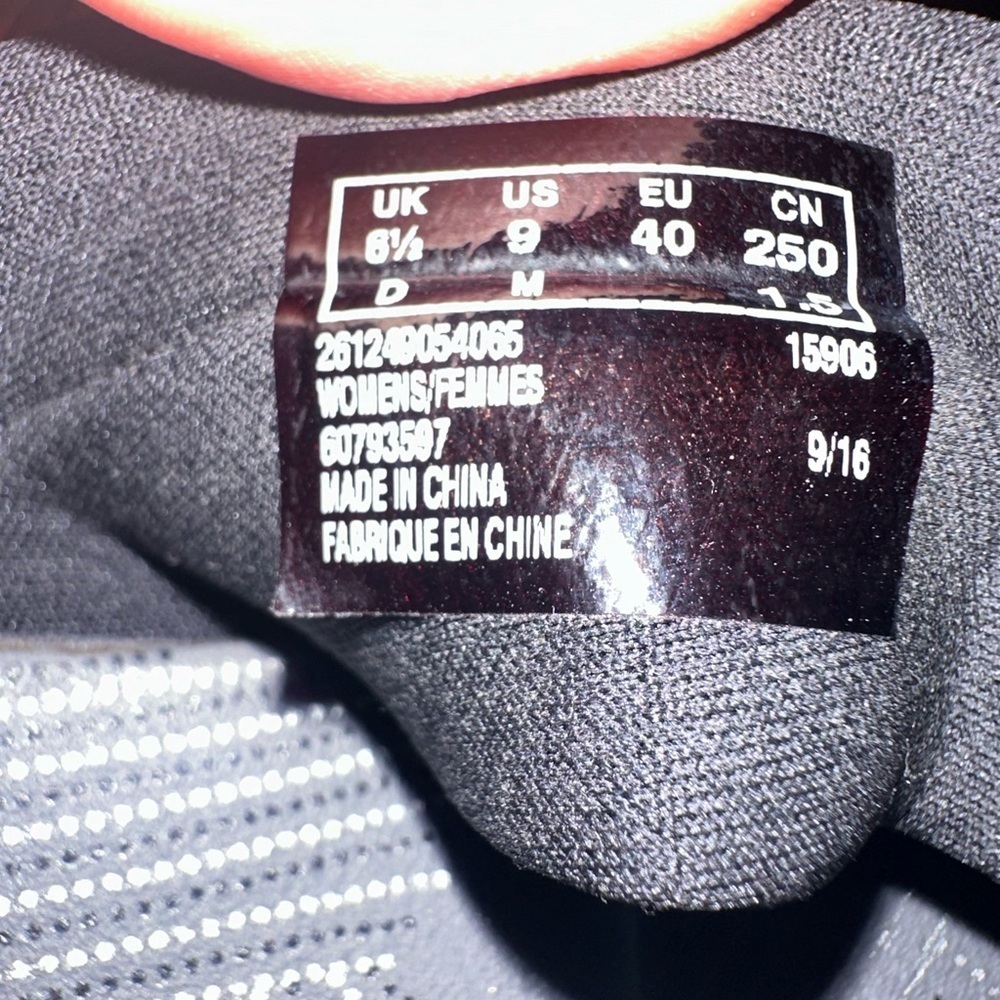 UK US EU CN
6½ 9 40 250
D M 1.5
261249054065 15906
WOMENS/FEMMES
60793597 9/16
MADE IN CHINA
FABRIQUE EN CHINE